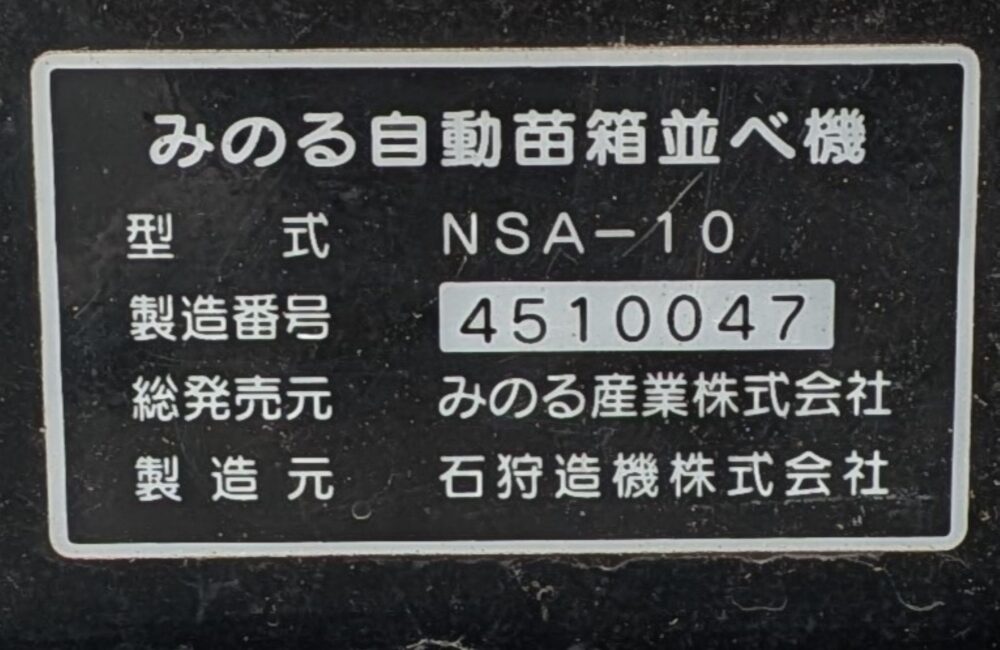 みのる自動苗箱並べ機
型式 NSA-10
製造番号 4510047
総発売元 みのる産業株式会社
製造元 石狩造機株式会社